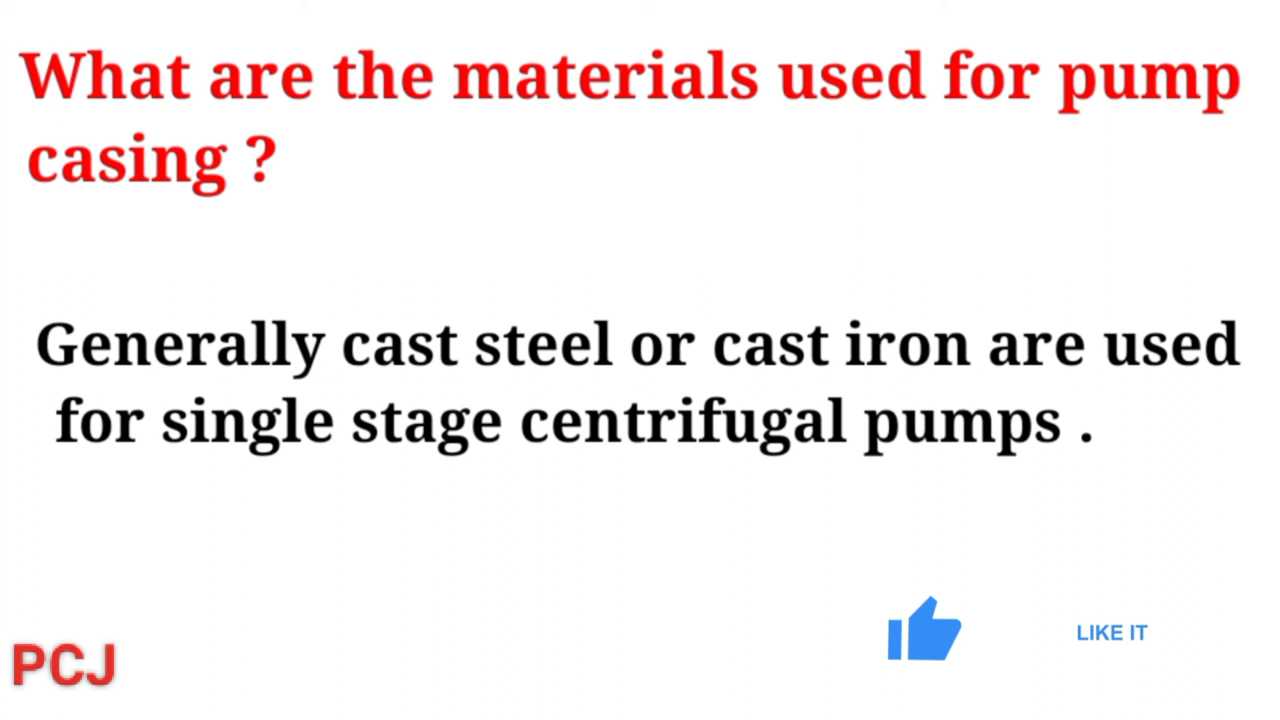 What are the materials used for pump
casing ?
Generally cast steel or cast iron are used
for single stage centrifugal pumps .
LIKE IT
PCJ